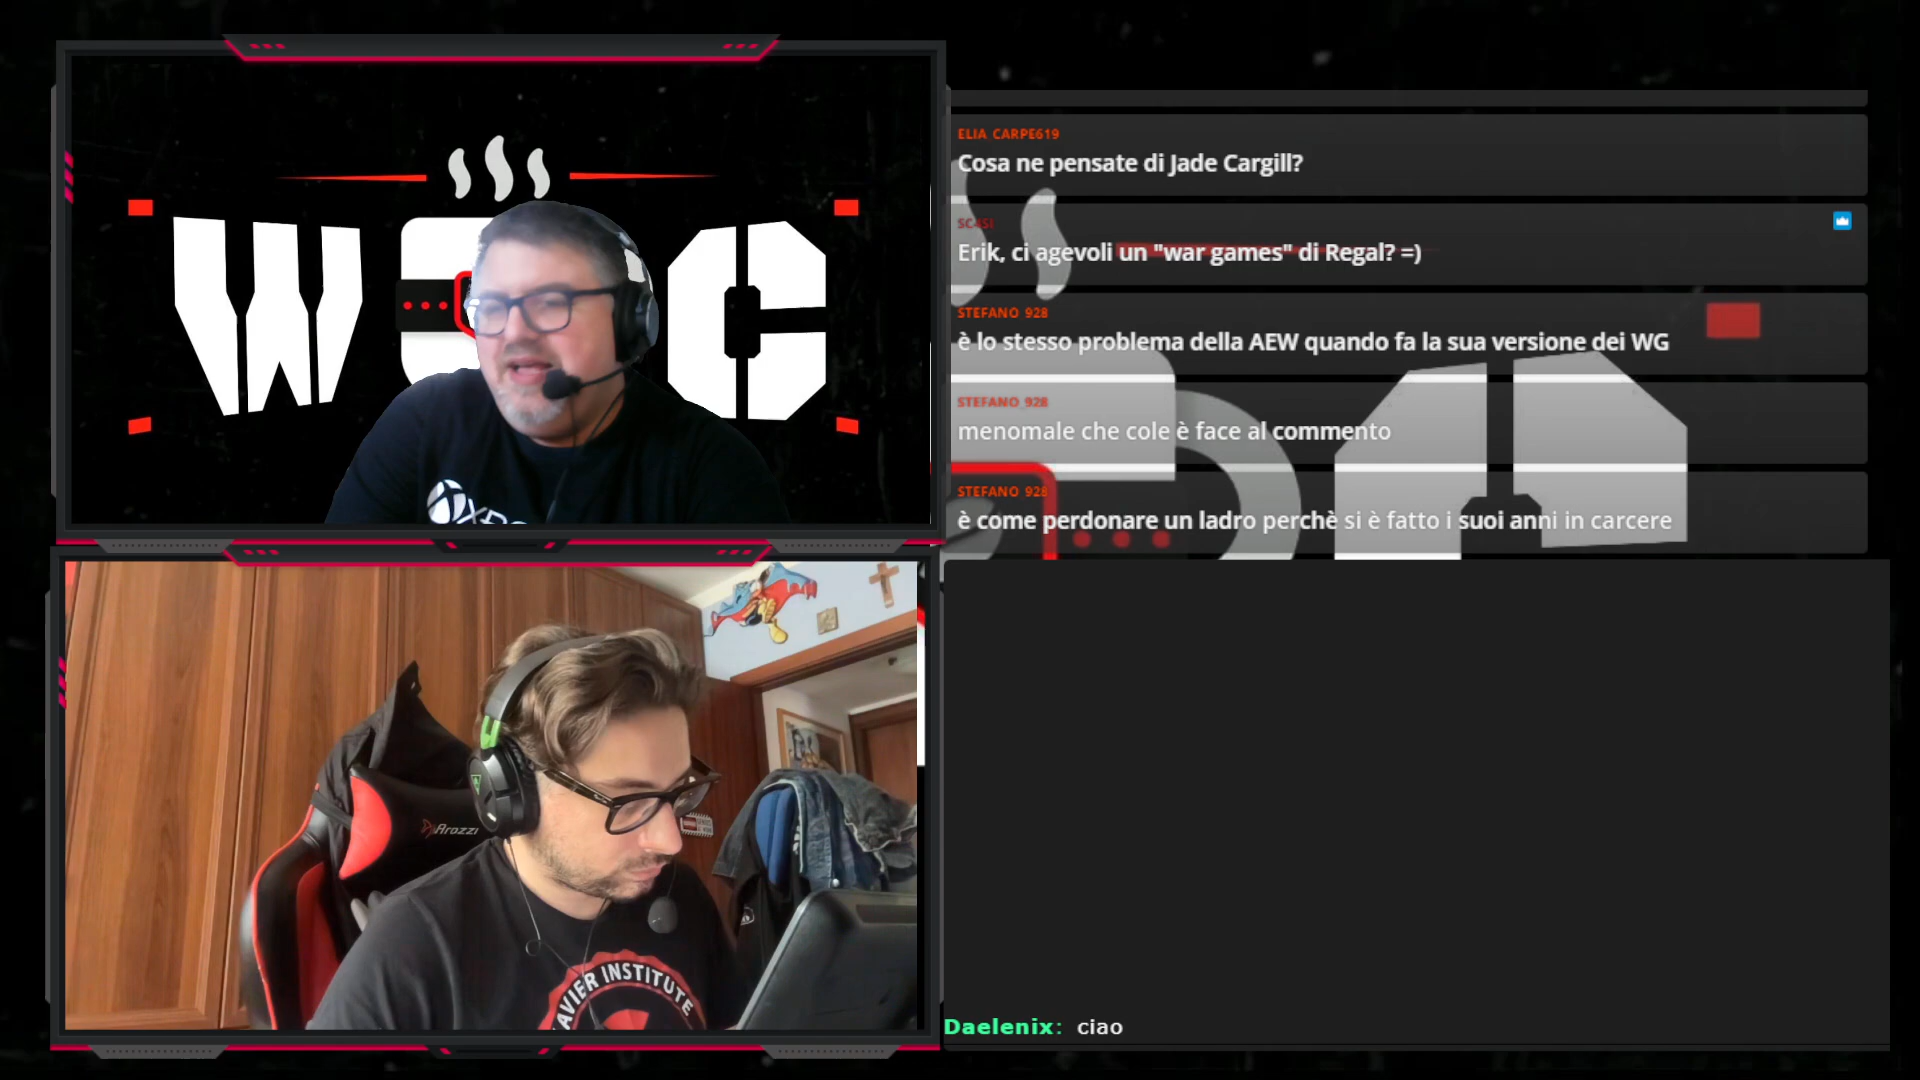 W C
ELIA CARPE619
Cosa ne pensate di Jade Cargill?
Erik, ci agevoli un "war games" di Regal? =)
STEFANO 928
è lo stesso problema della AEW quando fa la sua versione dei WG
STEFANO 928
menomale che cole è face al commento
STEFANO 928
è come perdonare un ladro perchè si è fatto i suoi anni in carcere
Arozzi
AVIER INSTITUTE
Daelenix: ciao